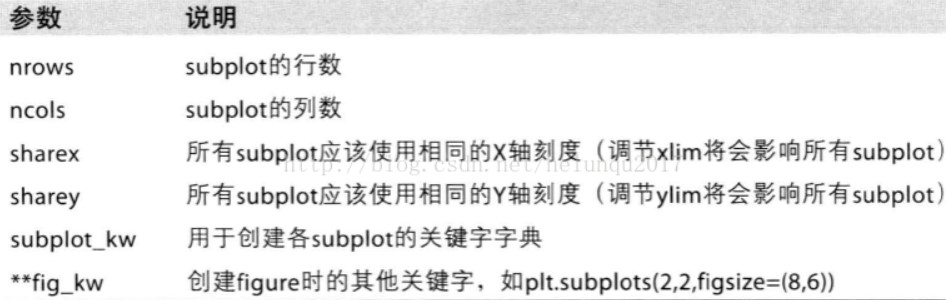 参数 说明
nrows subplot的行数
ncols subplot的列数
sharex 所有subplot应该使用相同的X轴刻度（调节xlim将会影响所有subplot）
http://blog.csdn.net/helunqu2017
sharey 所有subplot应该使用相同的Y轴刻度（调节ylim将会影响所有subplot）
subplot_kw 用于创建各subplot的关键字字典
**fig_kw 创建figure时的其他关键字，如plt.subplots(2,2,figsize=(8,6))